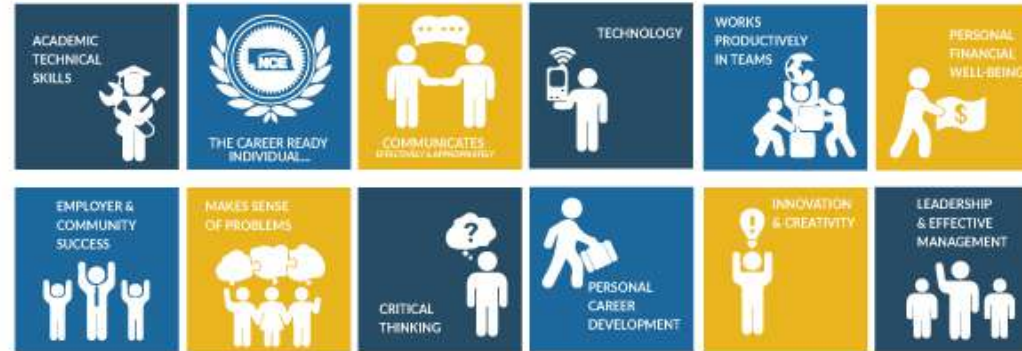 ACADEMIC
TECHNICAL
SKILLS
NCE
THE CAREER READY
INDIVIDUAL...
COMMUNICATES
EFFECTIVELY & APPROPRIATELY
TECHNOLOGY
WORKS
PRODUCTIVELY
IN TEAMS
PERSONAL
FINANCIAL
WELL-BEING
$
EMPLOYER &
COMMUNITY
SUCCESS
MAKES SENSE
OF PROBLEMS
?
CRITICAL
THINKING
PERSONAL
CAREER
DEVELOPMENT
INNOVATION
& CREATIVITY
!
LEADERSHIP
& EFFECTIVE
MANAGEMENT